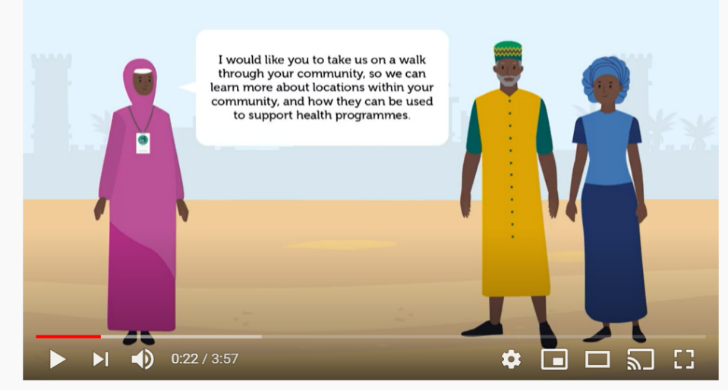 I would like you to take us on a walk
through your community, so we can
learn more about locations within your
community, and how they can be used
to support health programmes.
0:22 / 3:57